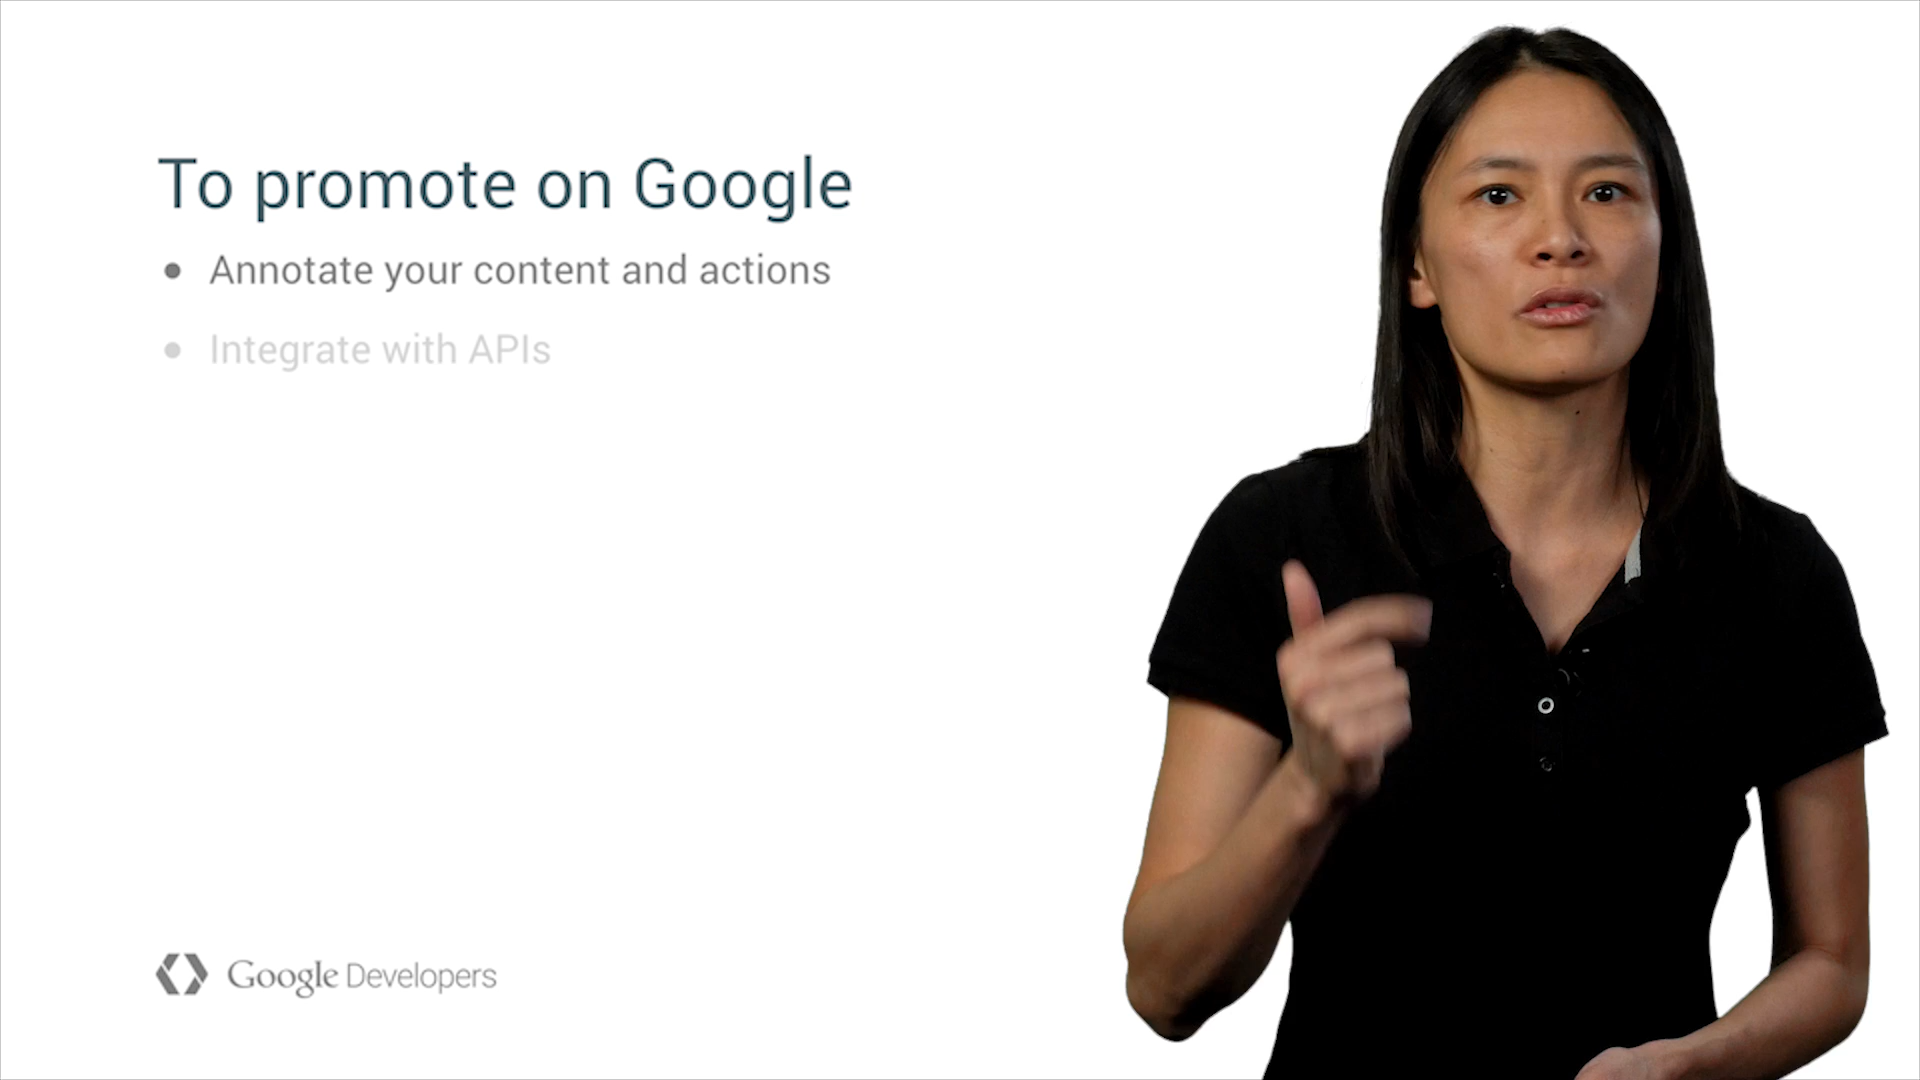 To promote on Google
• Annotate your content and actions
• Integrate with APIs
Google Developers